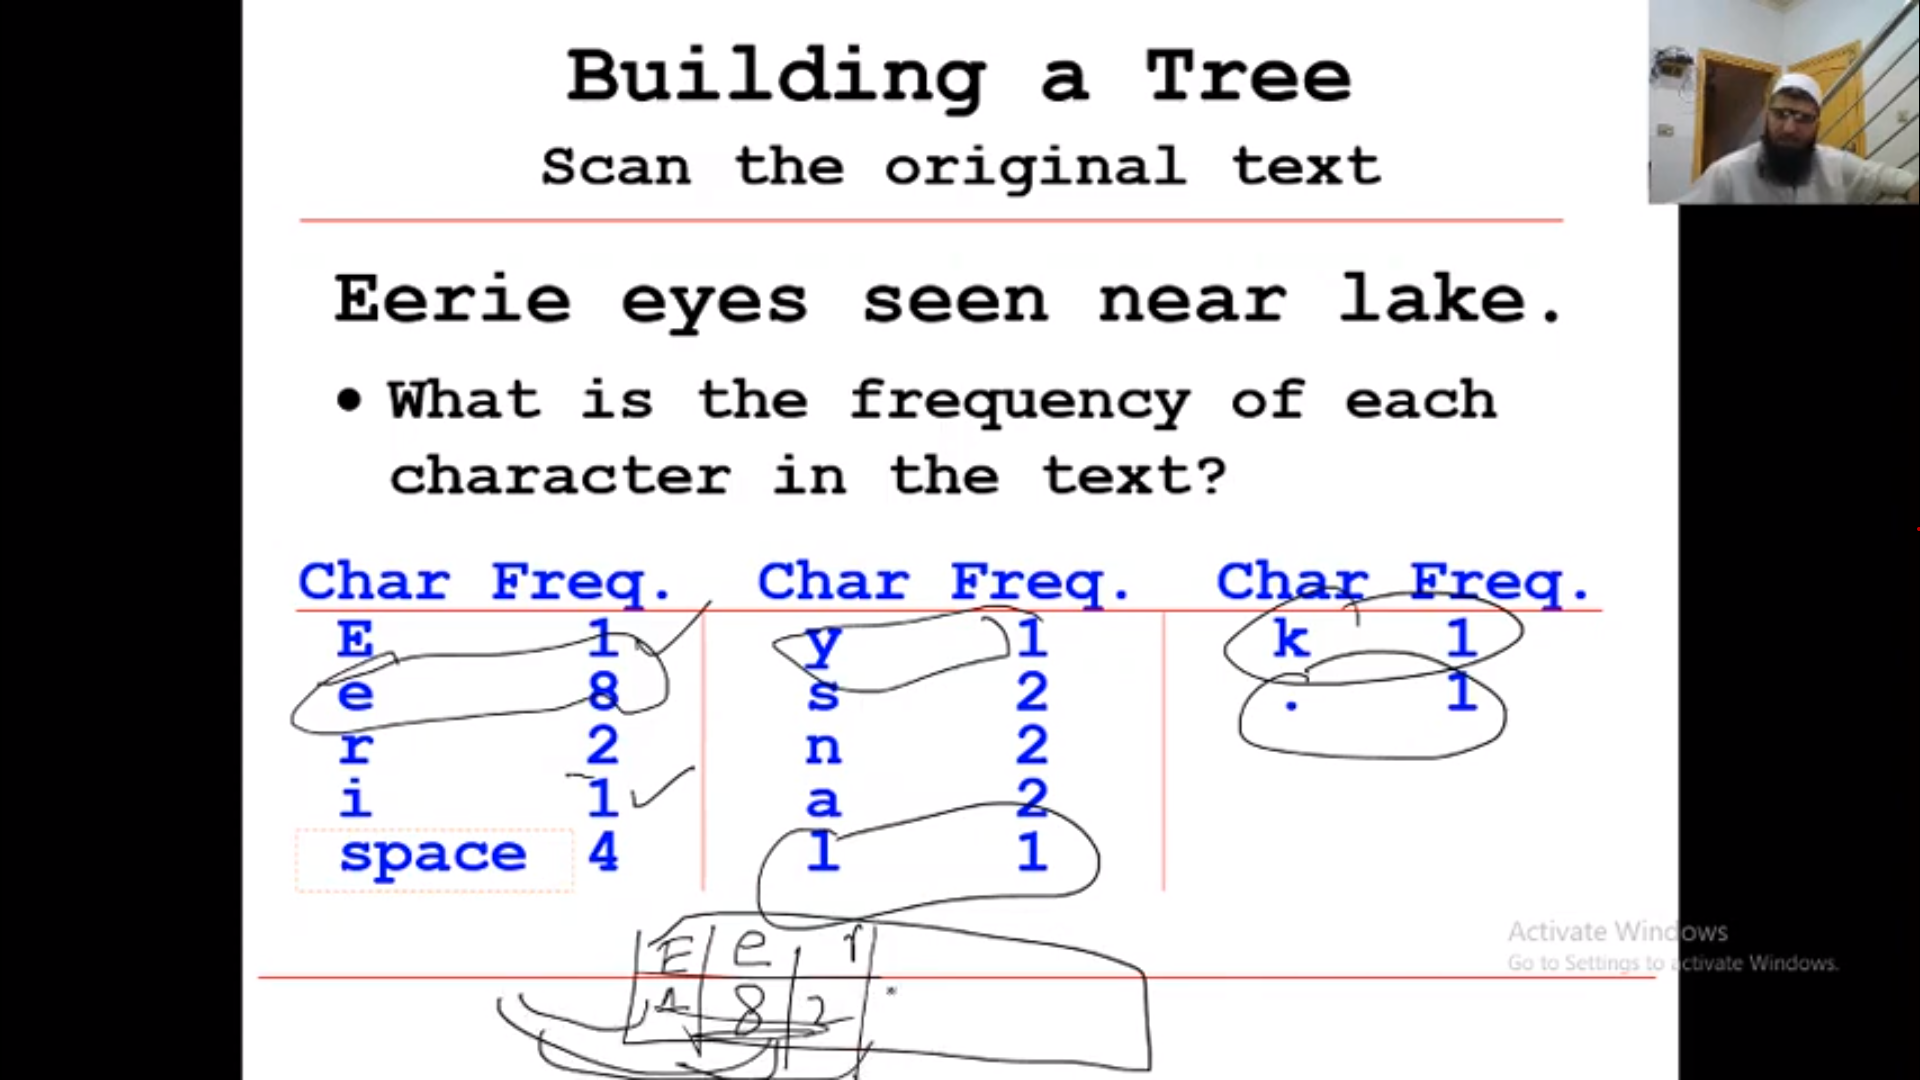 Building a Tree
Scan the original text
Eerie eyes seen near lake.
• What is the frequency of each
character in the text?
Char Freq. Char Freq. Char Freq.
E 1 y 1 k 1
e 8 s 2 . 1
r 2 n 2
i 1 a 2
space 4 l 1
E e r
1 8 2
Activate Windows
Go to Settings to activate Windows.